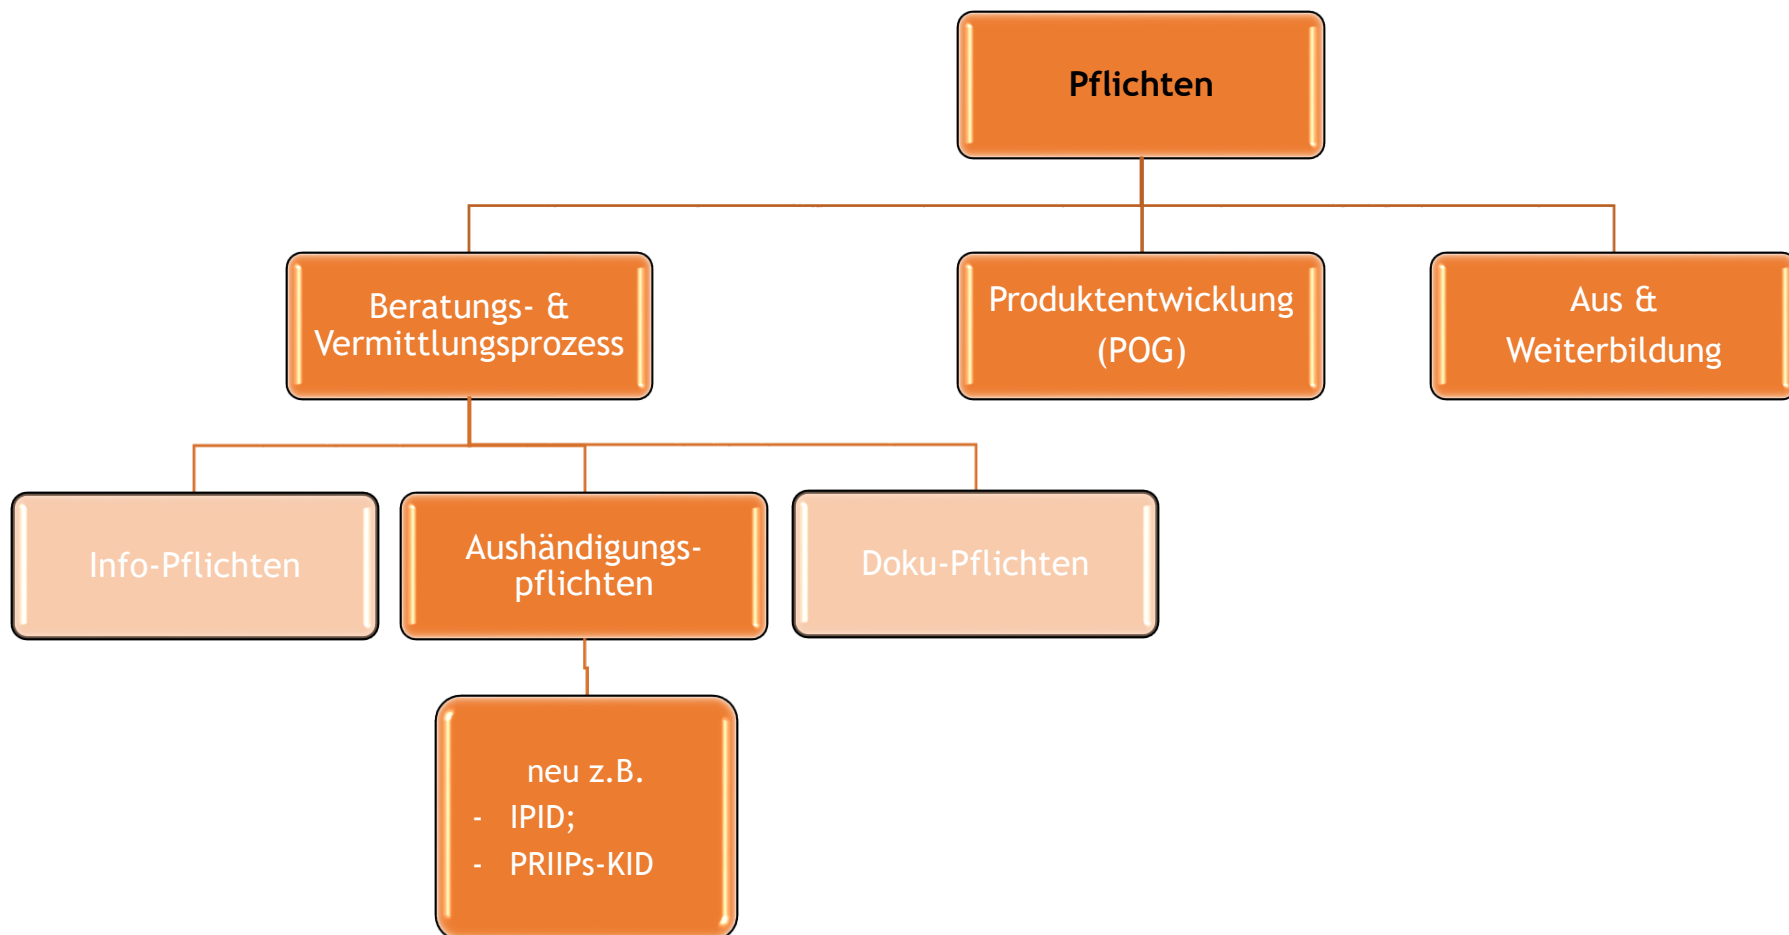 Pflichten
Beratungs- &
Vermittlungsprozess
Produktentwicklung
(POG)
Aus &
Weiterbildung
Info-Pflichten
Aushändigungs-
pflichten
Doku-Pflichten
neu z.B.
- IPID;
- PRIIPs-KID